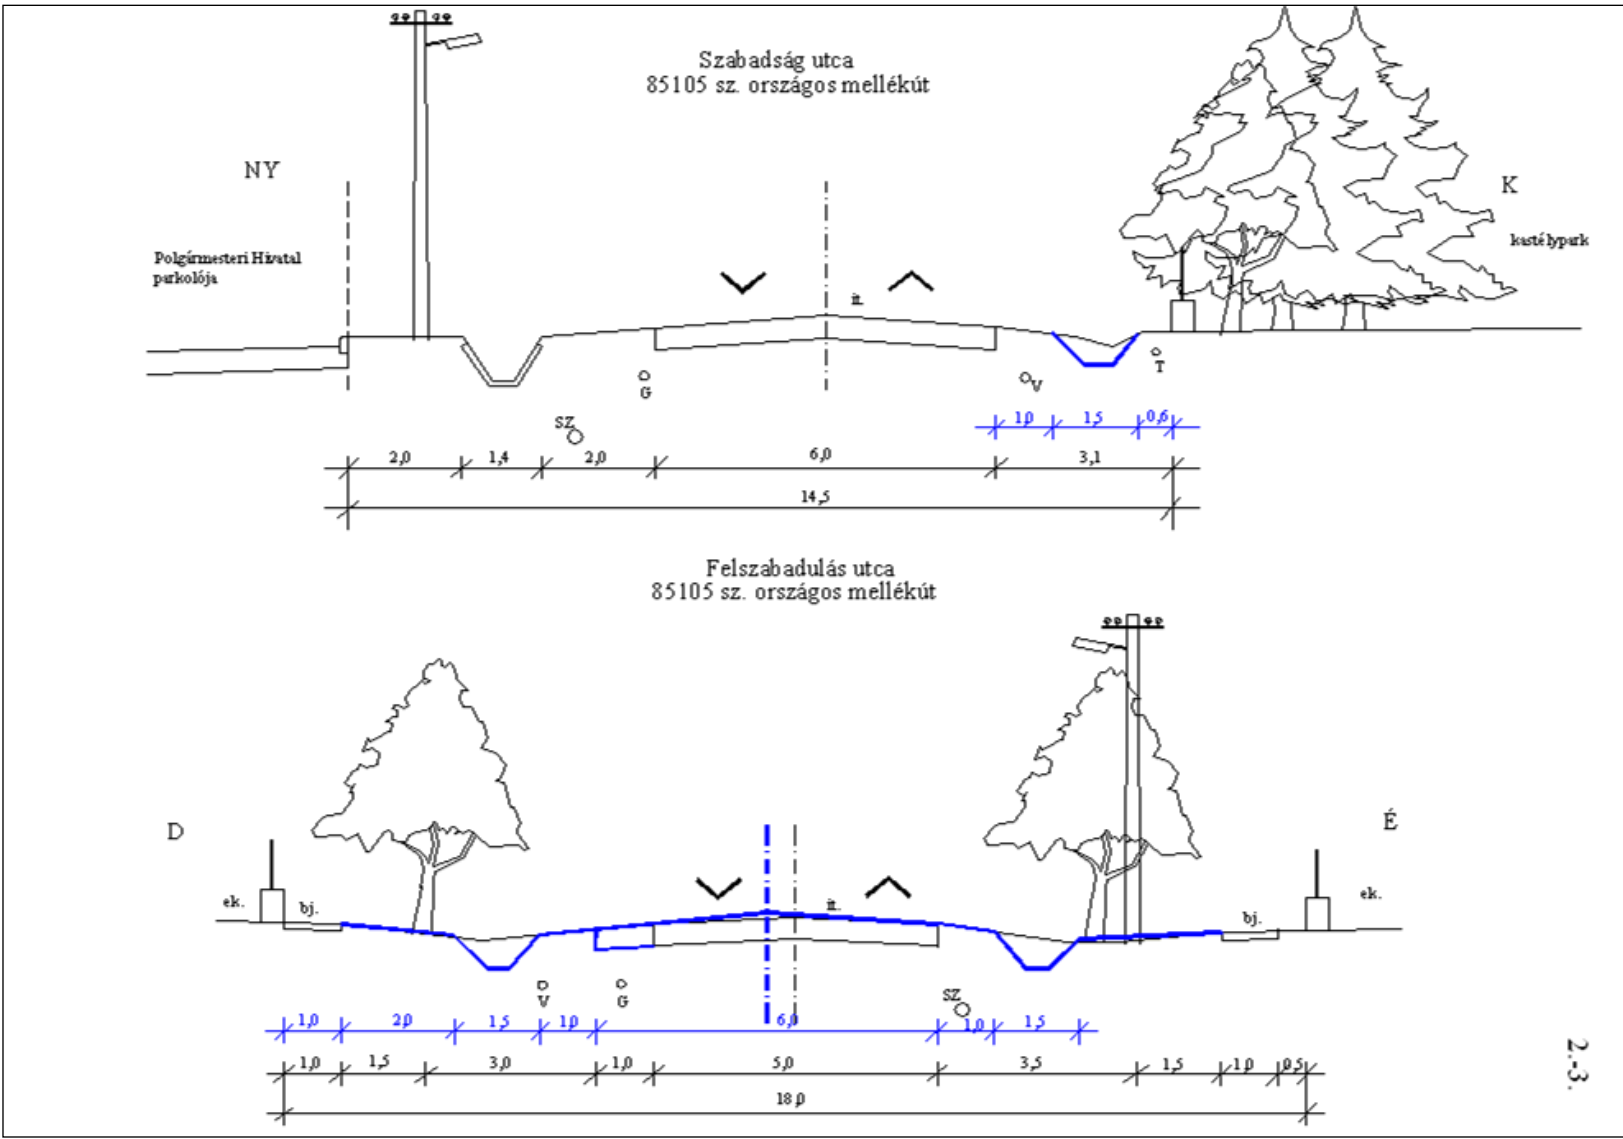 Szabadság utca
85105 sz. országos mellékút
NY
K
Polgármesteri Hivatal
parkolója
kastélypark
it.
G
V
T
SZ
1,0 1,5 0,6
2,0 1,4 2,0 6,0 3,1
14,5
Felszabadulás utca
85105 sz. országos mellékút
D
É
ek. bj. it. bj. ek.
V G SZ
1,0 2,0 1,5 1,0 6,0 1,0 1,5
1,0 1,5 3,0 1,0 5,0 3,5 1,5 1,0 0,5
18,0
2.-3.